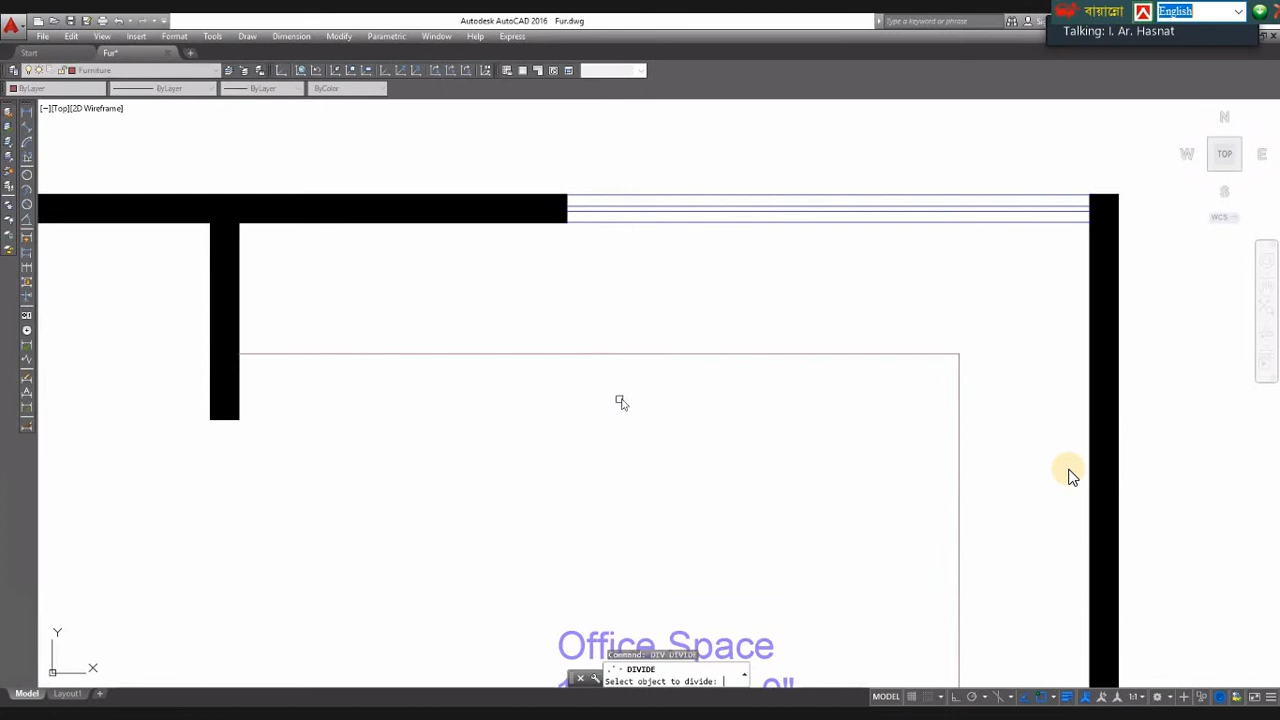 Autodesk AutoCAD 2016 Fur.dwg
Type a keyword or phrase
বায়ান্নো English
Talking: I. Ar. Hasnat
File Edit View Insert Format Tools Draw Dimension Modify Parametric Window Help Express
Start Fur*
Furniture
ByLayer ByLayer ByLayer ByColor
[−][Top][2D Wireframe]
N
W TOP E
S
WCS
Office Space
Command: DIV DIVIDE
DIVIDE
Select object to divide:
Y
X
Model Layout1
MODEL 1:1